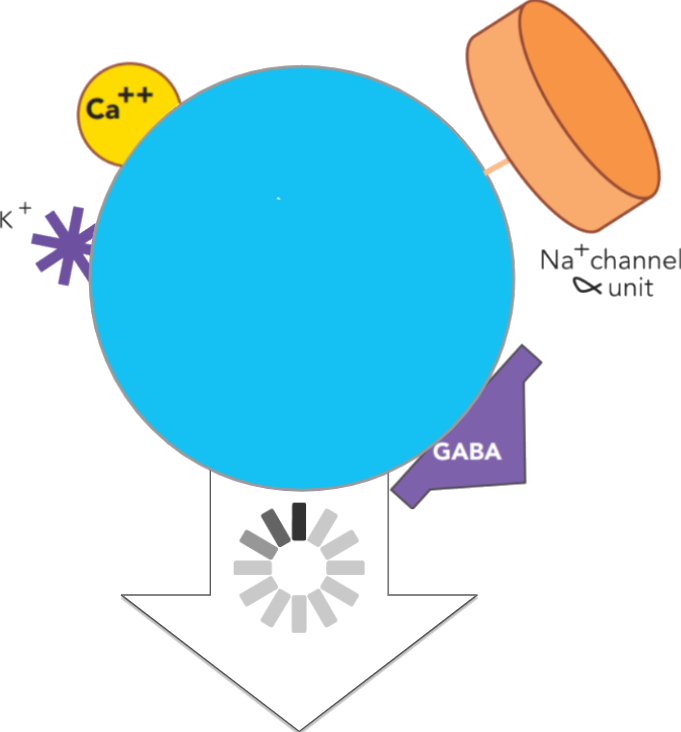 Ca++
K+
Na+channel
∝ unit
GABA